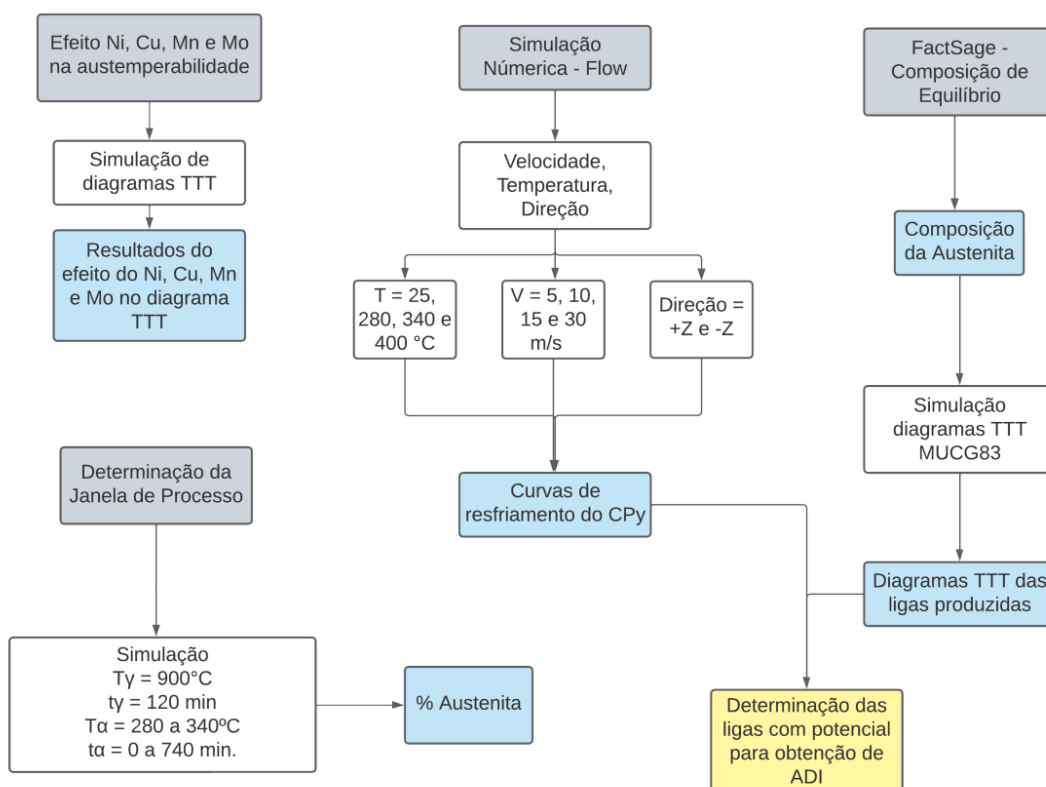 Efeito Ni, Cu, Mn e Mo
na austemperabilidade
Simulação de
diagramas TTT
Resultados do
efeito do Ni, Cu, Mn
e Mo no diagrama
TTT
Simulação
Númerica - Flow
Velocidade,
Temperatura,
Direção
T = 25,
280, 340 e
400 °C
V = 5, 10,
15 e 30
m/s
Direção =
+Z e -Z
Curvas de
resfriamento do CPy
FactSage -
Composição de
Equilíbrio
Composição
da Austenita
Simulação
diagramas TTT
MUCG83
Diagramas TTT das
ligas produzidas
Determinação das
ligas com potencial
para obtenção de
ADI
Determinação da
Janela de Processo
Simulação
Tγ = 900°C
tγ = 120 min
Tα = 280 a 340ºC
tα = 0 a 740 min.
% Austenita